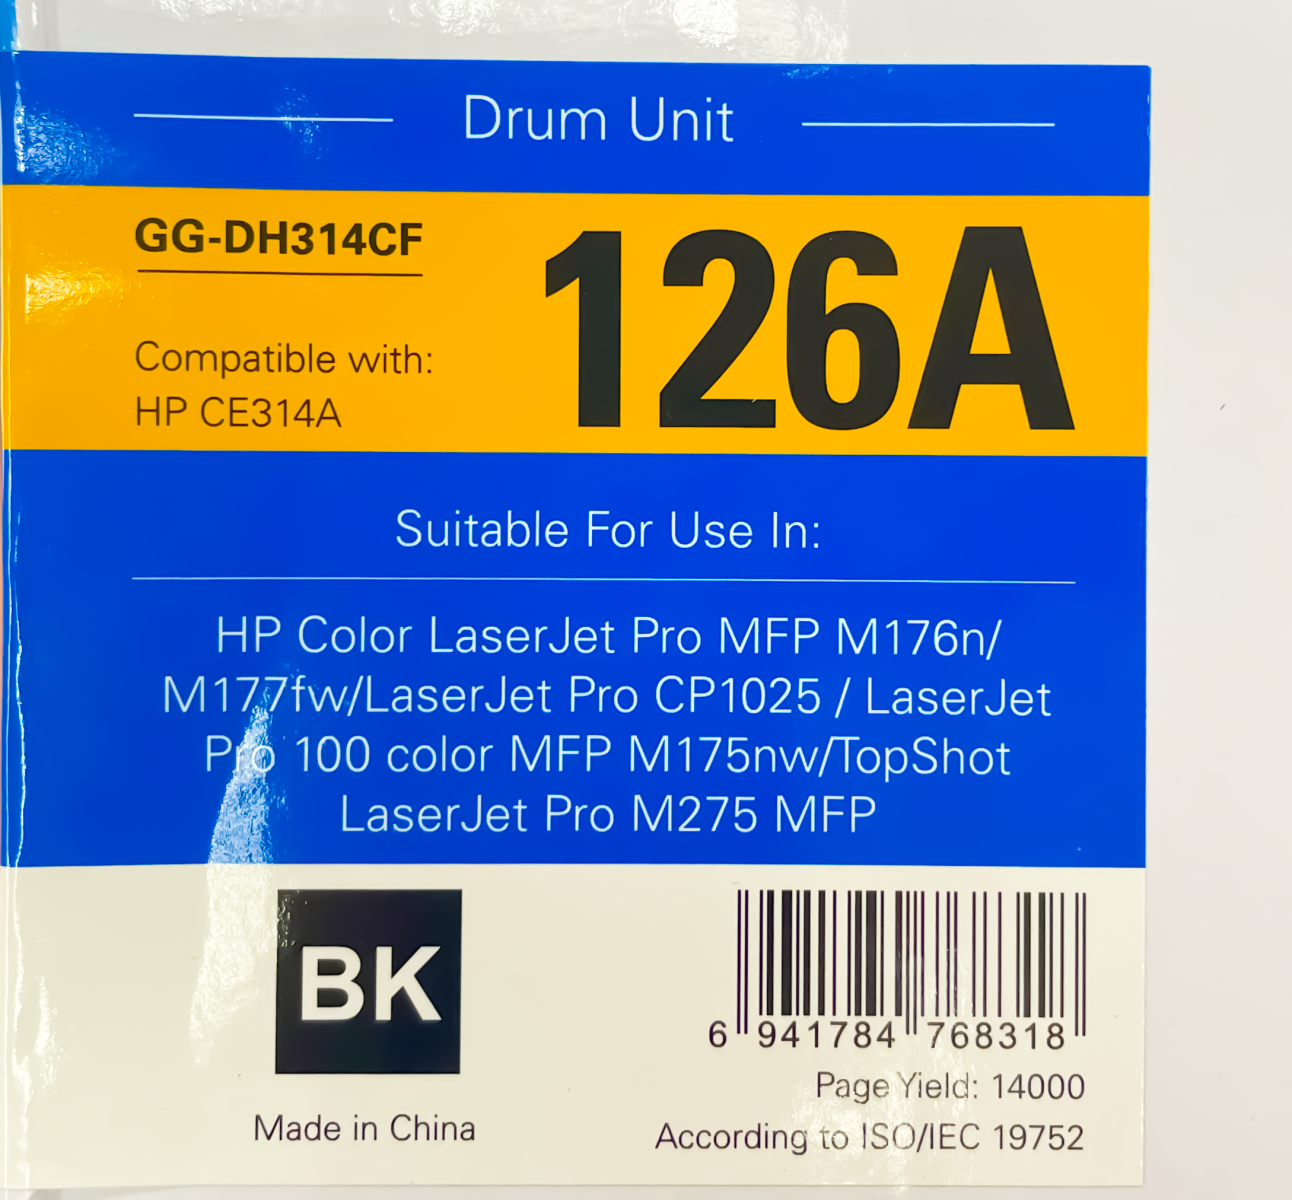 Drum Unit
GG-DH314CF
126A
Compatible with:
HP CE314A
Suitable For Use In:
HP Color LaserJet Pro MFP M176n/
M177fw/LaserJet Pro CP1025 / LaserJet
Pro 100 color MFP M175nw/TopShot
LaserJet Pro M275 MFP
BK
Made in China
6 941784 768318
Page Yield: 14000
According to ISO/IEC 19752